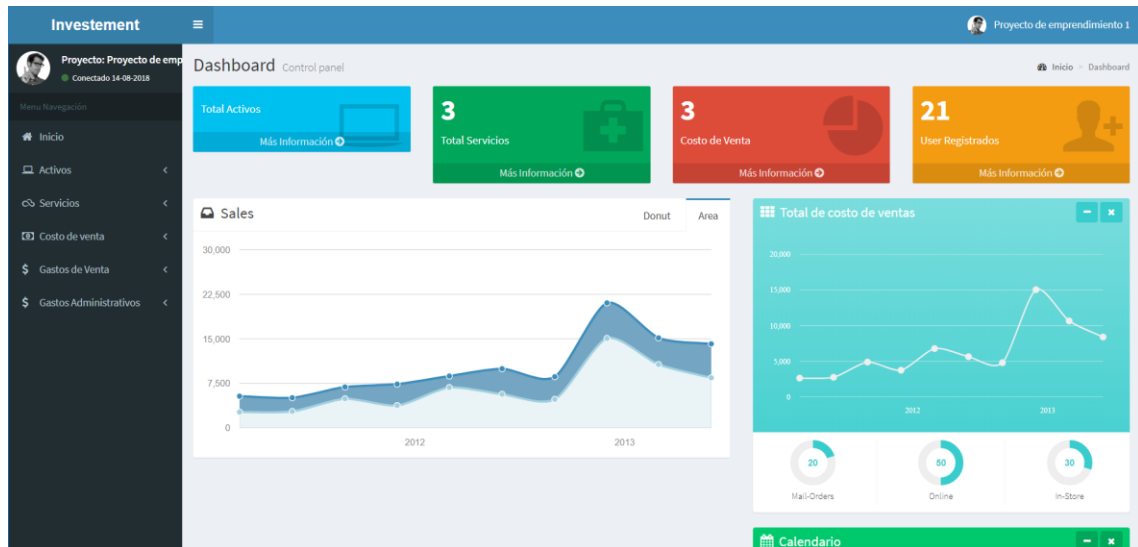 Investement
Proyecto de emprendimiento 1
Proyecto: Proyecto de emp
Conectado 14-08-2018
Menu Navegación
Inicio
Activos
Servicios
Costo de venta
Gastos de Venta
Gastos Administrativos
Dashboard Control panel
Inicio > Dashboard
Total Activos
Más Información
3
Total Servicios
Más Información
3
Costo de Venta
Más Información
21
User Registrados
Más Información
Sales
Donut Area
30,000
22,500
15,000
7,500
0
2012 2013
Total de costo de ventas
20,000
15,000
10,000
5,000
0
2012 2013
20 50 30
Mail-Orders Online In-Store
Calendario